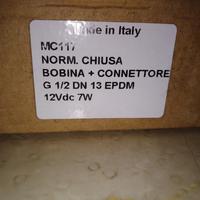 Made in Italy
MC117
NORM. CHIUSA
BOBINA + CONNETTORE
G 1/2 DN 13 EPDM
12Vdc 7W